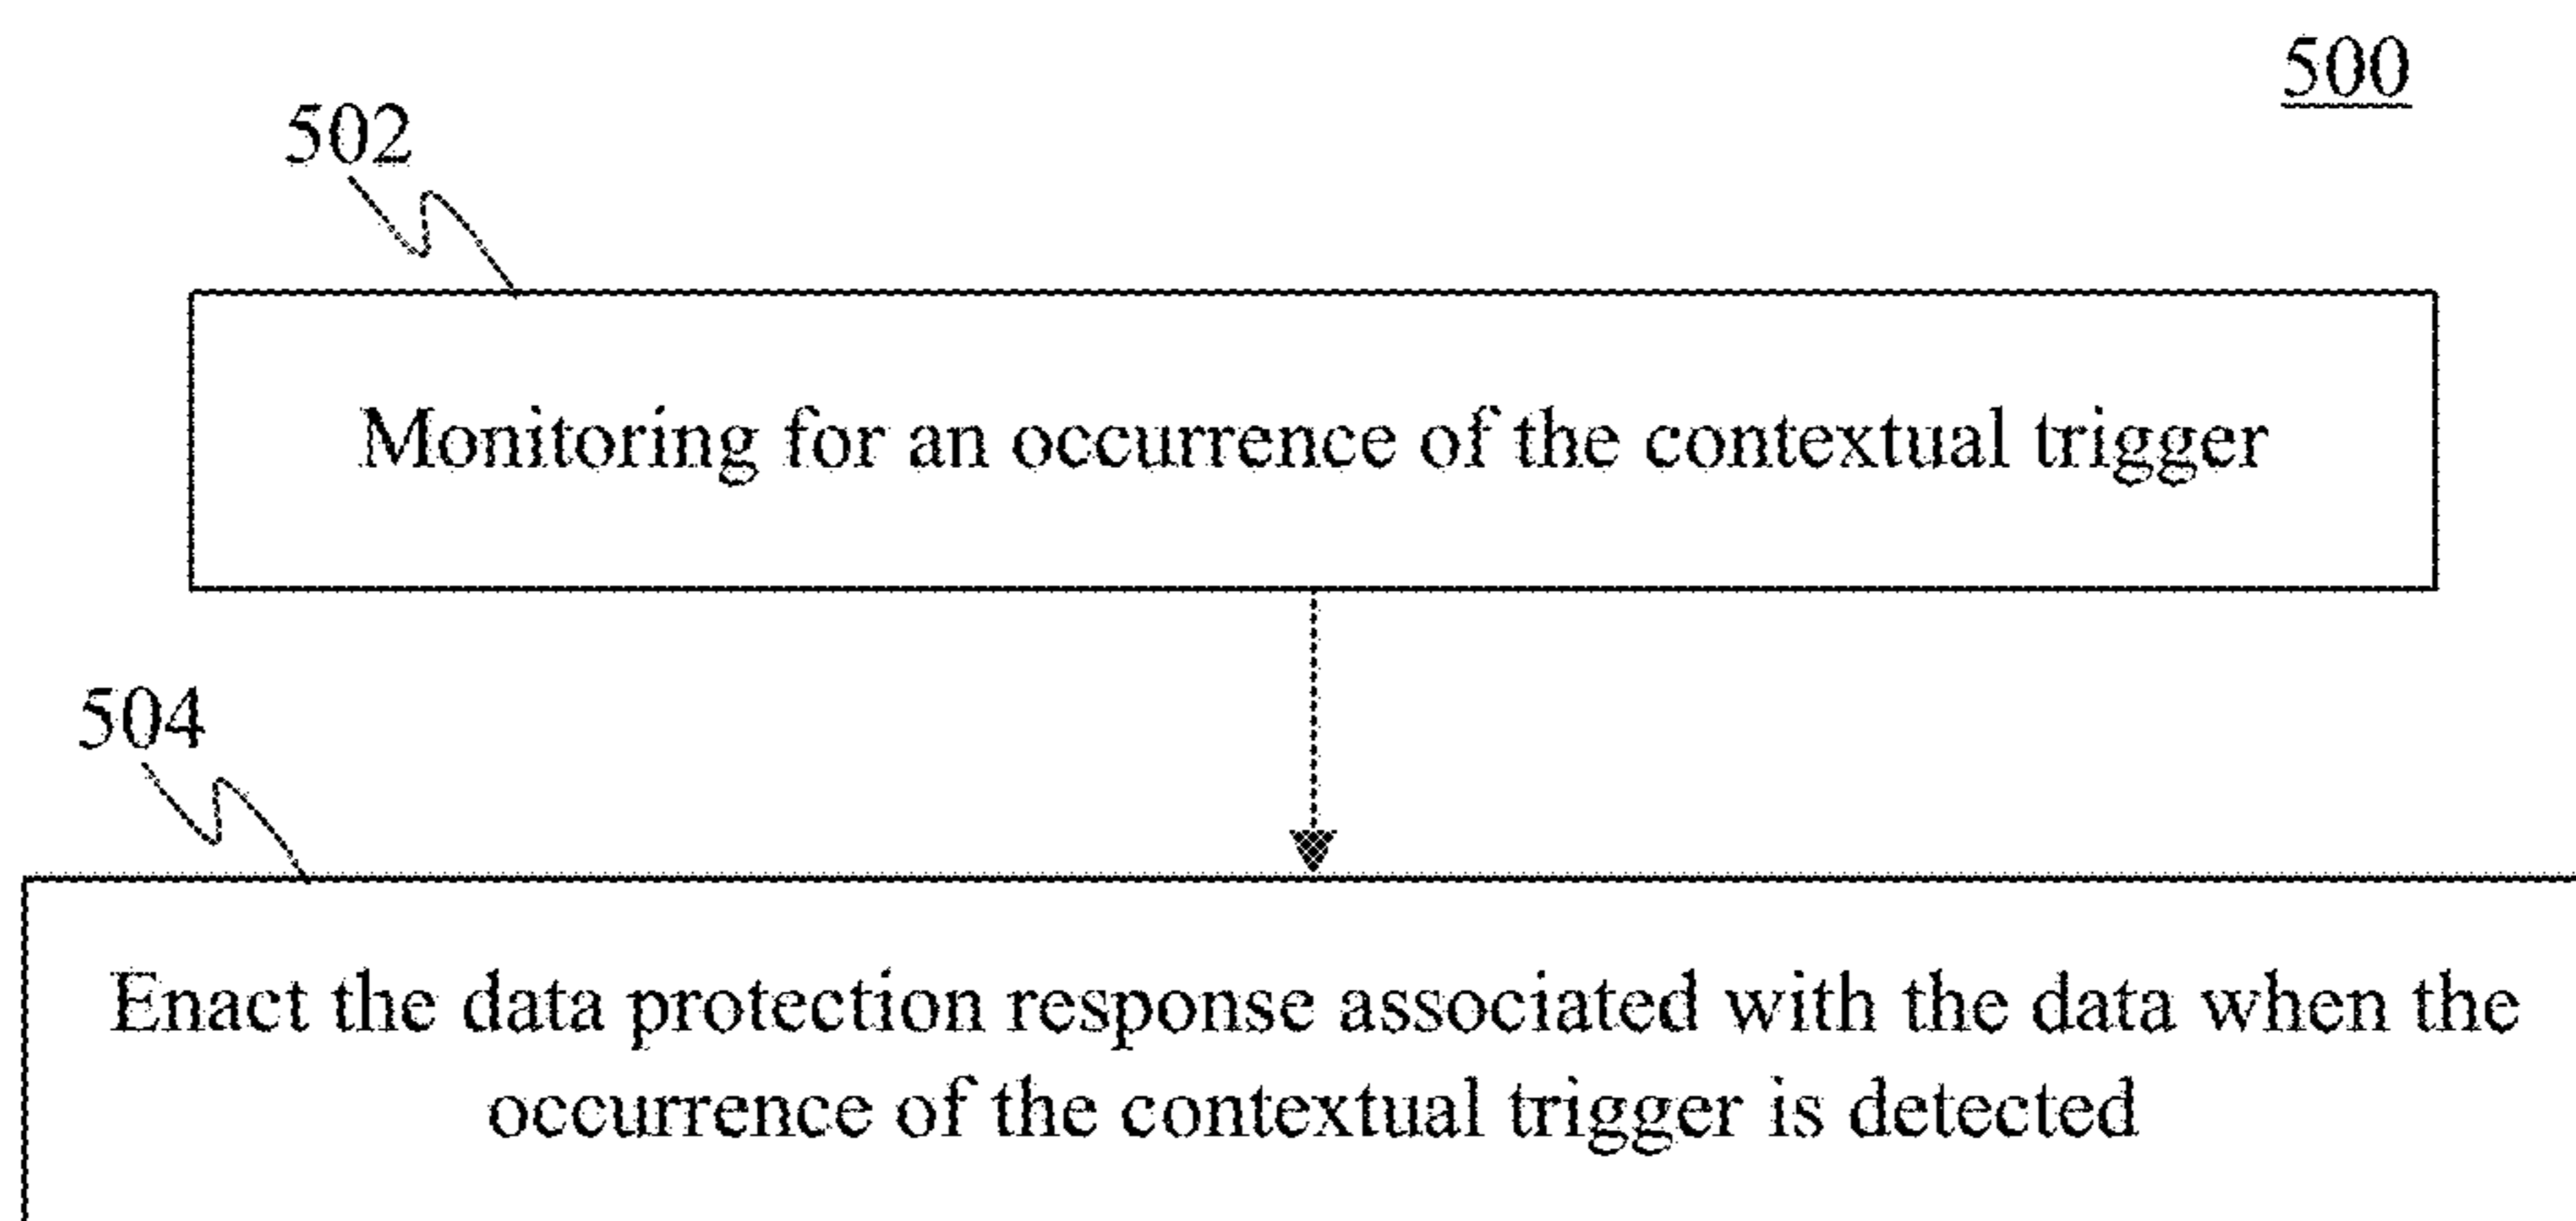 500
502
Monitoring for an occurrence of the contextual trigger
504
Enact the data protection response associated with the data when the
occurrence of the contextual trigger is detected